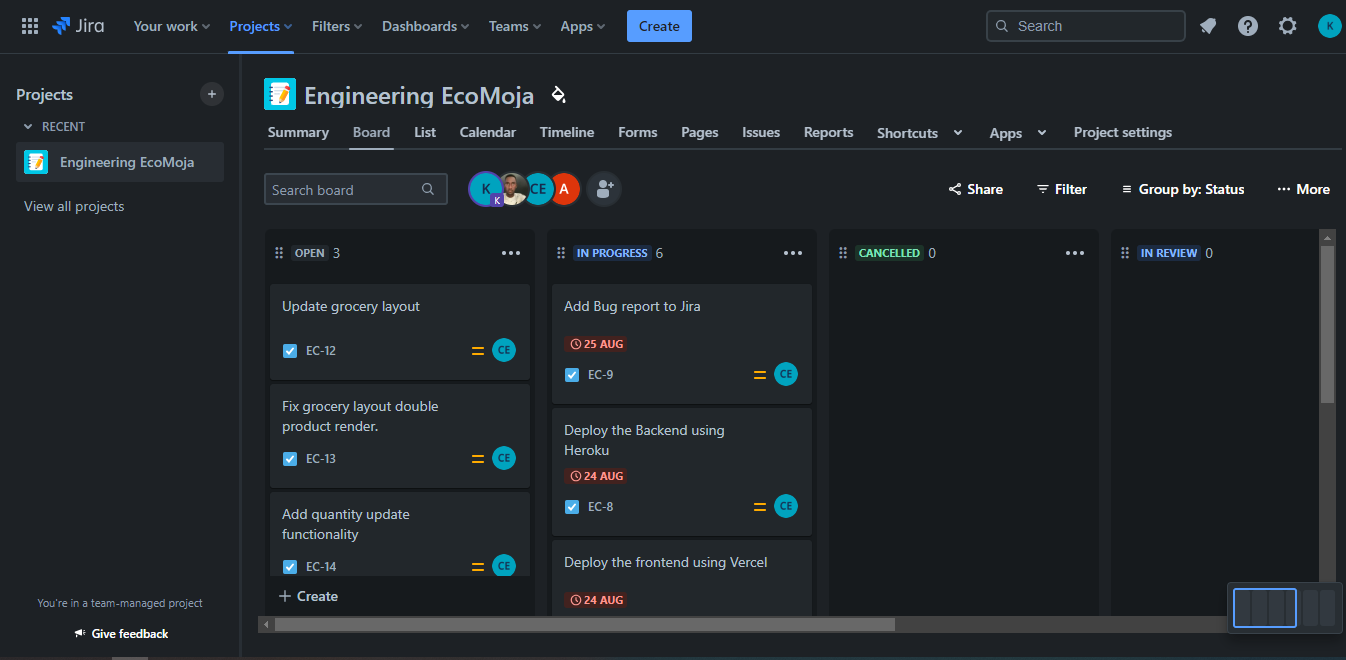 Jira
Your work
Projects
Filters
Dashboards
Teams
Apps
Create
Search
K
Projects
RECENT
Engineering EcoMoja
View all projects
You're in a team-managed project
Give feedback
Engineering EcoMoja
Summary
Board
List
Calendar
Timeline
Forms
Pages
Issues
Reports
Shortcuts
Apps
Project settings
Search board
K
K
CE
A
Share
Filter
Group by: Status
More
OPEN 3
Update grocery layout
EC-12
CE
Fix grocery layout double
product render.
EC-13
CE
Add quantity update
functionality
EC-14
CE
Create
IN PROGRESS 6
Add Bug report to Jira
25 AUG
EC-9
CE
Deploy the Backend using
Heroku
24 AUG
EC-8
CE
Deploy the frontend using Vercel
24 AUG
CANCELLED 0
IN REVIEW 0